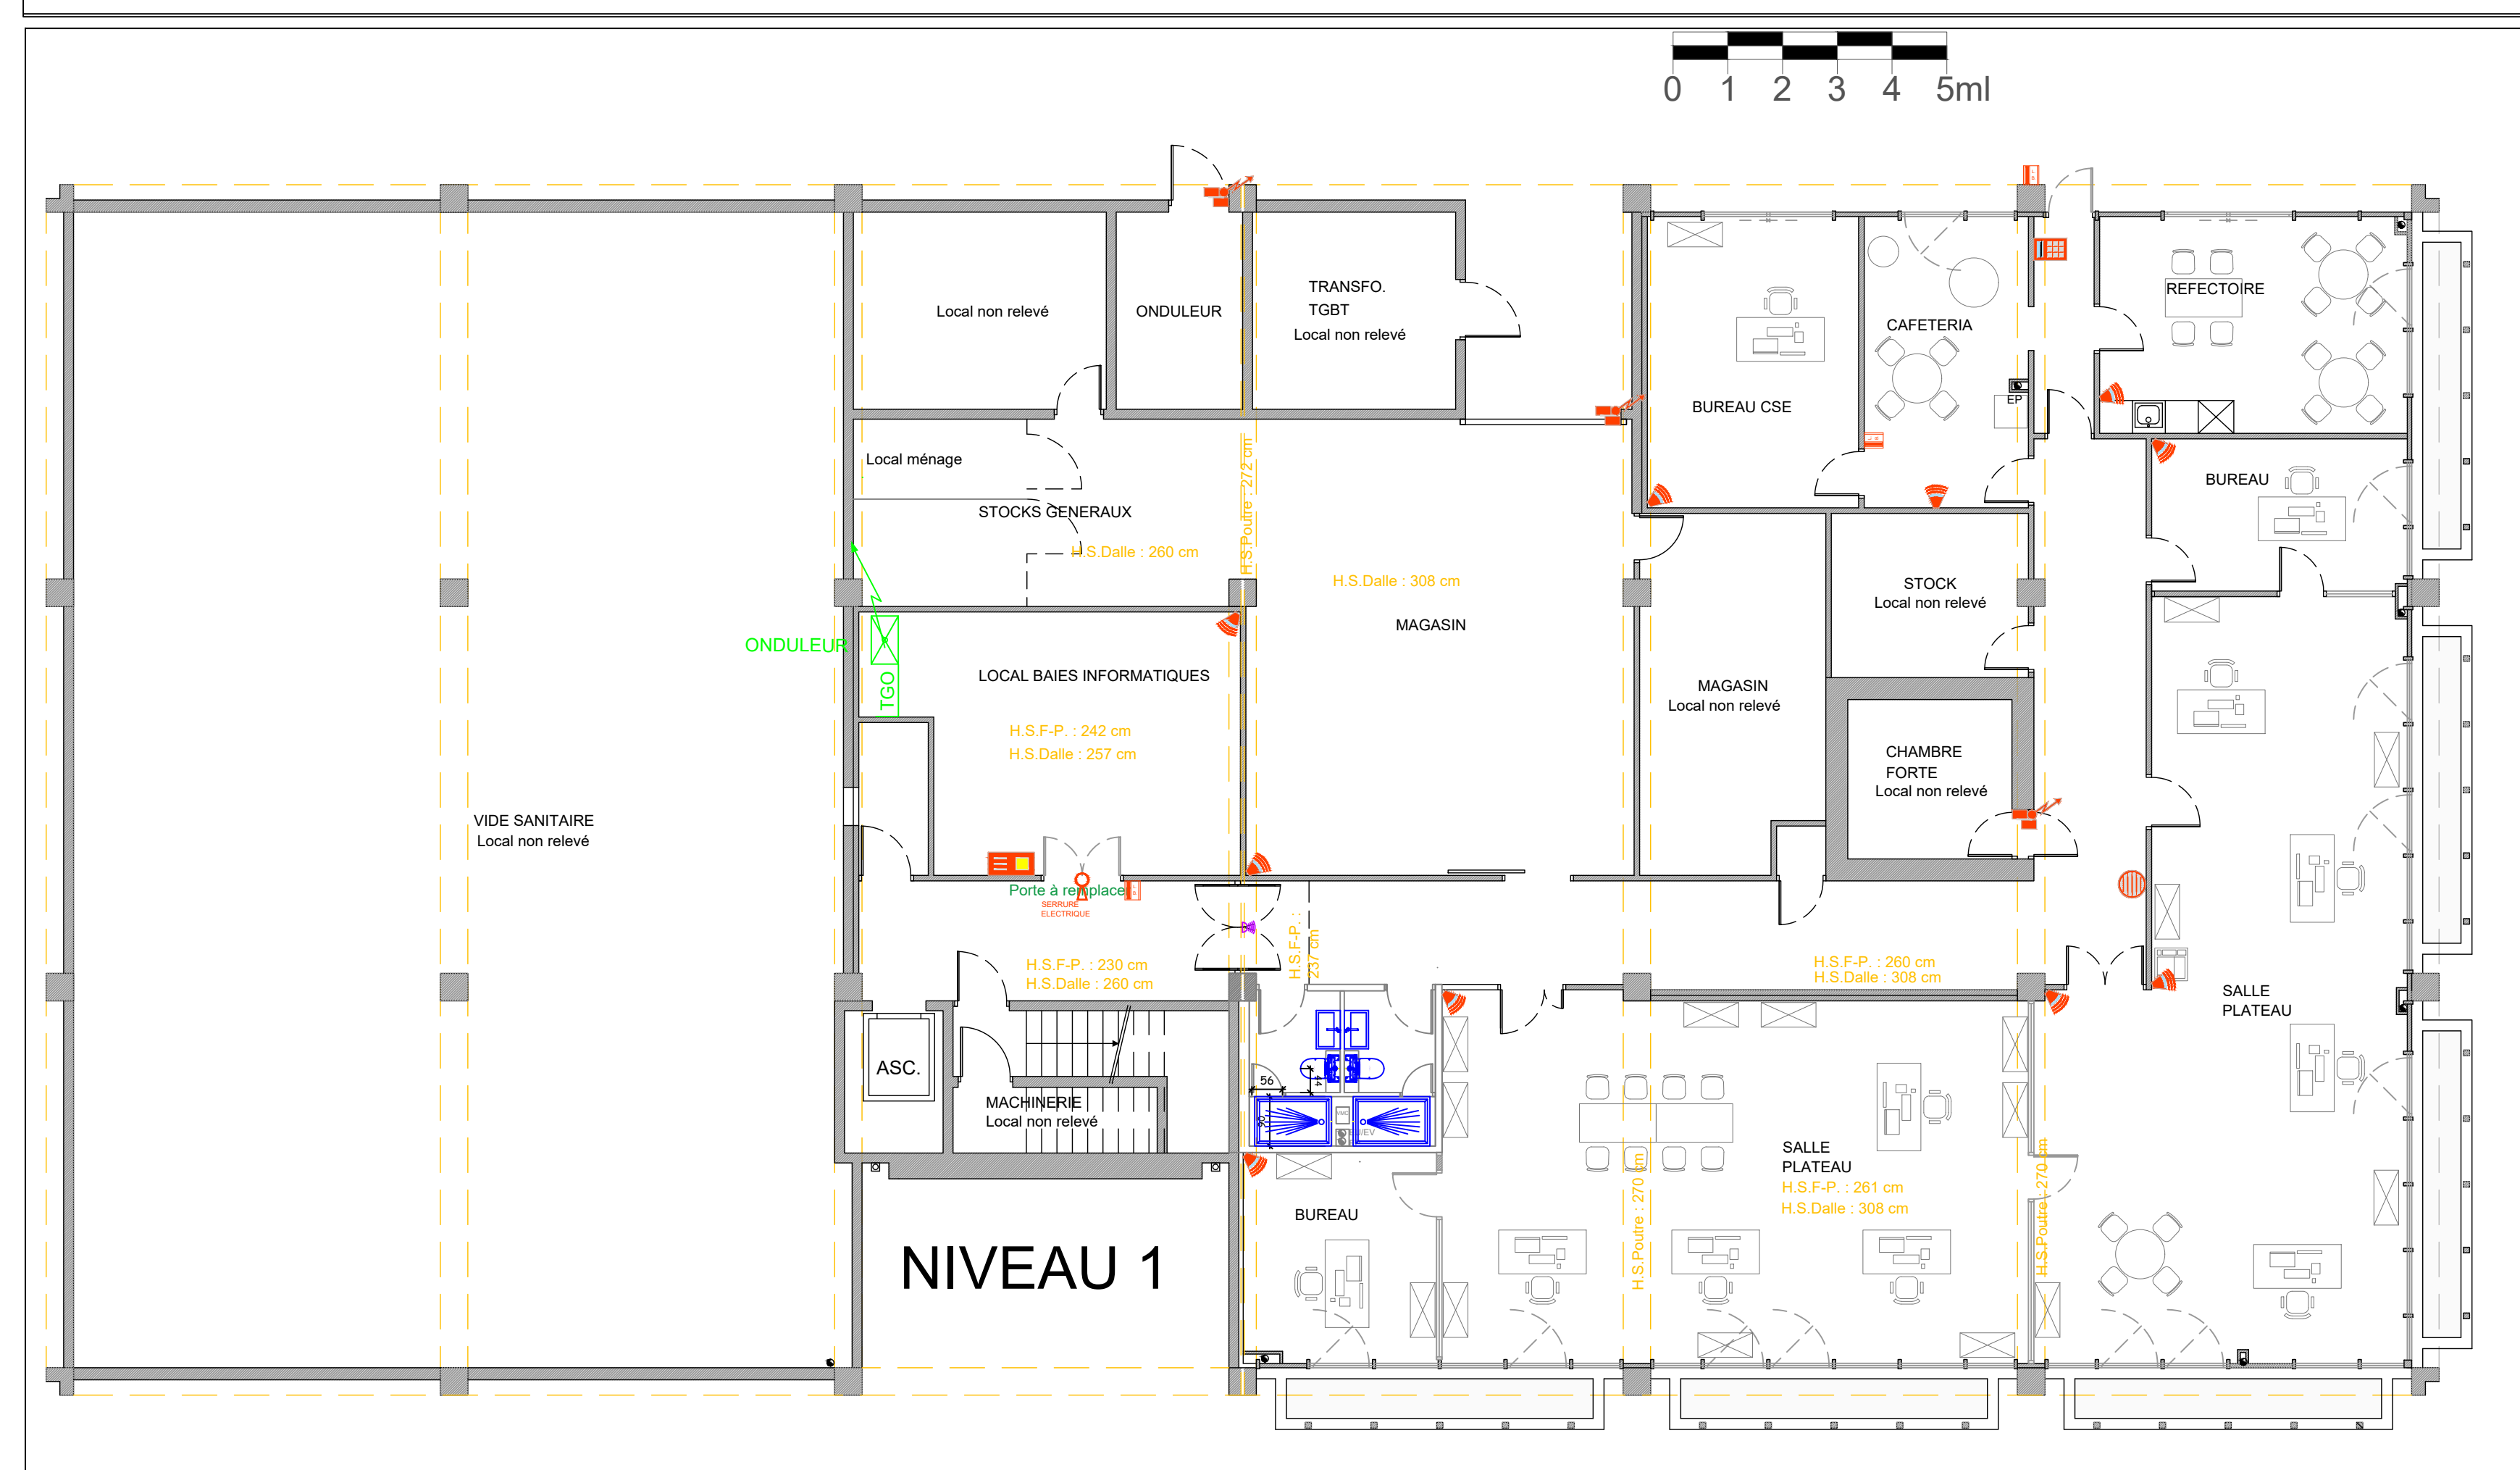 0 1 2 3 4 5ml
Local non relevé
ONDULEUR
TRANSFO.
TGBT
Local non relevé
BUREAU CSE
CAFETERIA
EP
REFECTOIRE
BUREAU
Local ménage
STOCKS GENERAUX
H.S.Dalle : 260 cm
H.S.Poutre : 272 cm
H.S.Dalle : 308 cm
MAGASIN
STOCK
Local non relevé
MAGASIN
Local non relevé
CHAMBRE
FORTE
Local non relevé
ONDULEUR
TGO
LOCAL BAIES INFORMATIQUES
H.S.F-P. : 242 cm
H.S.Dalle : 257 cm
VIDE SANITAIRE
Local non relevé
Porte à remplacer
SERRURE
ELECTRIQUE
H.S.F-P. : 230 cm
H.S.Dalle : 260 cm
H.S.F-P. :
237 cm
H.S.F-P. : 260 cm
H.S.Dalle : 308 cm
SALLE
PLATEAU
ASC.
MACHINERIE
Local non relevé
56
44
90
VMC
/EV
BUREAU
SALLE
PLATEAU
H.S.F-P. : 261 cm
H.S.Dalle : 308 cm
H.S.Poutre : 270 cm
H.S.Poutre : 270 cm
NIVEAU 1